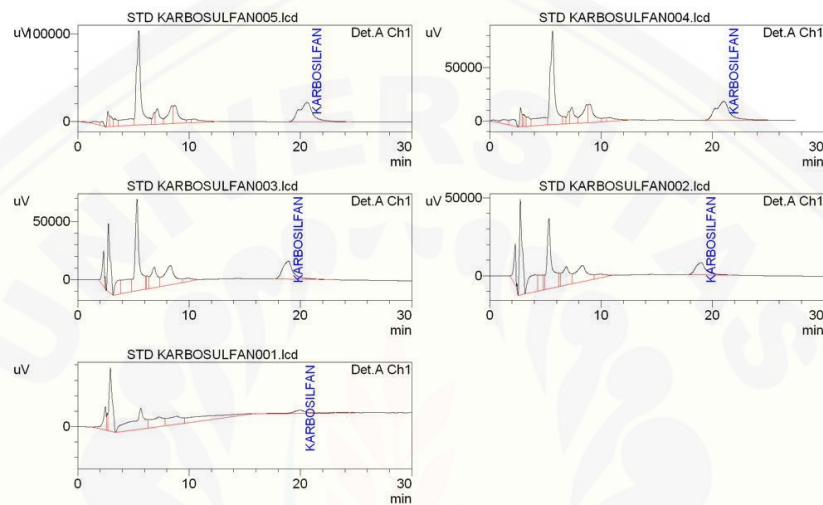 STD KARBOSULFAN005.lcd
uV
100000
Det.A Ch1
KARBOSILFAN
0
0 10 20 30
min
STD KARBOSULFAN004.lcd
uV
Det.A Ch1
50000
KARBOSILFAN
0
0 10 20 30
min
STD KARBOSULFAN003.lcd
uV
Det.A Ch1
50000
KARBOSILFAN
0
0 10 20 30
min
STD KARBOSULFAN002.lcd
uV
50000
Det.A Ch1
KARBOSILFAN
0
0 10 20 30
min
STD KARBOSULFAN001.lcd
uV
Det.A Ch1
KARBOSILFAN
0
0 10 20 30
min
UNIVERSITAS